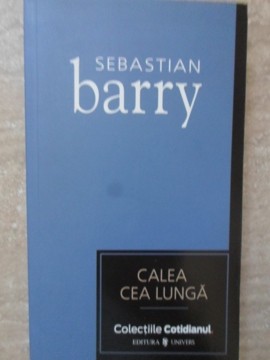 SEBASTIAN
barry
CALEA
CEA LUNGĂ
Colecțiile Cotidianul
EDITURA UNIVERS